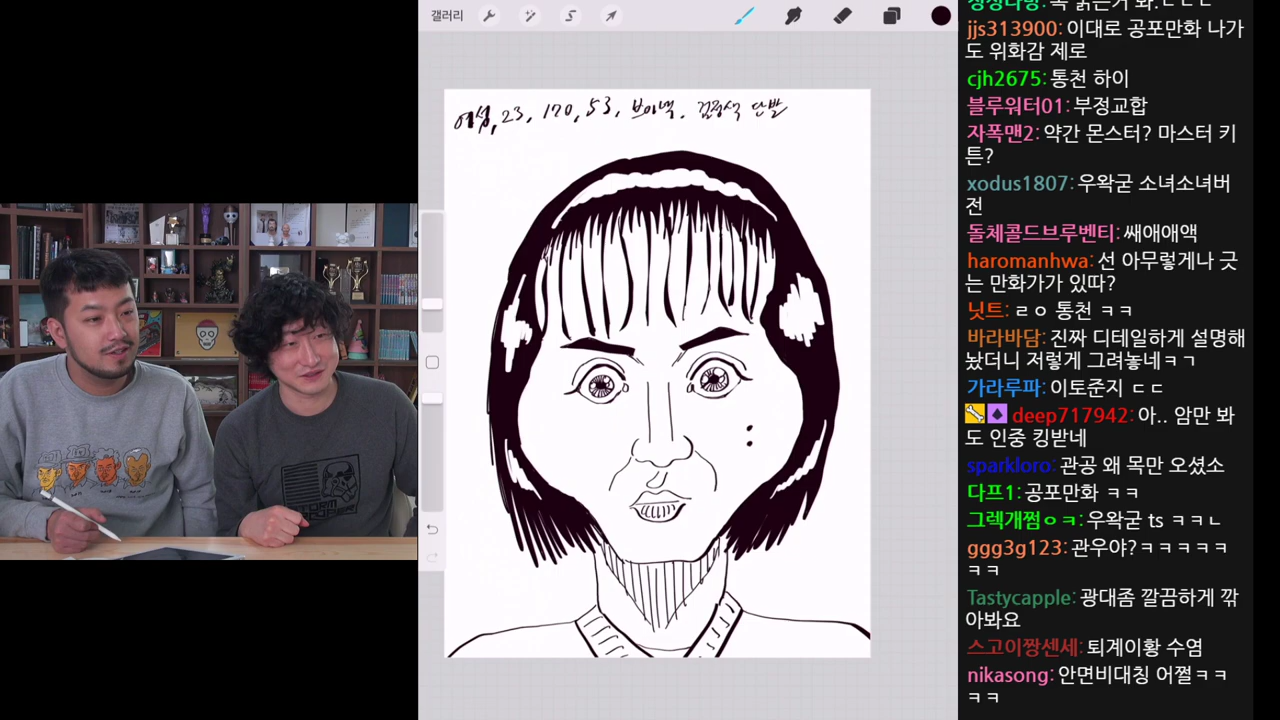 갤러리
여성, 23, 170, 53, 브이넥, 검정색 단발
jjs313900: 이대로 공포만화 나가
도 위화감 제로
cjh2675: 통천 하이
블루워터01: 부정교합
자폭맨2: 약간 몬스터? 마스터 키
튼?
xodus1807: 우왁굳 소녀소녀버
전
돌체콜드브루벤티: 쌔애애액
haromanhwa: 선 아무렇게나 긋
는 만화가가 있따?
닛트: ㄹㅇ 통천 ㅋㅋ
바라바담: 진짜 디테일하게 설명해
놨더니 저렇게 그려놓네ㅋㅋ
가라루파: 이토준지 ㄷㄷ
deep717942: 아.. 암만 봐
도 인중 킹받네
sparkloro: 관공 왜 목만 오셨소
다프1: 공포만화 ㅋㅋ
그렉개쩜ㅇㅋ: 우왁굳 ts ㅋㅋㄴ
ggg3g123: 관우야?ㅋㅋㅋㅋㅋ
ㅋㅋ
Tastycapple: 광대좀 깔끔하게 깎
아봐요
스고이짱센세: 퇴계이황 수염
nikasong: 안면비대칭 어쩔ㅋㅋ
ㅋㅋ